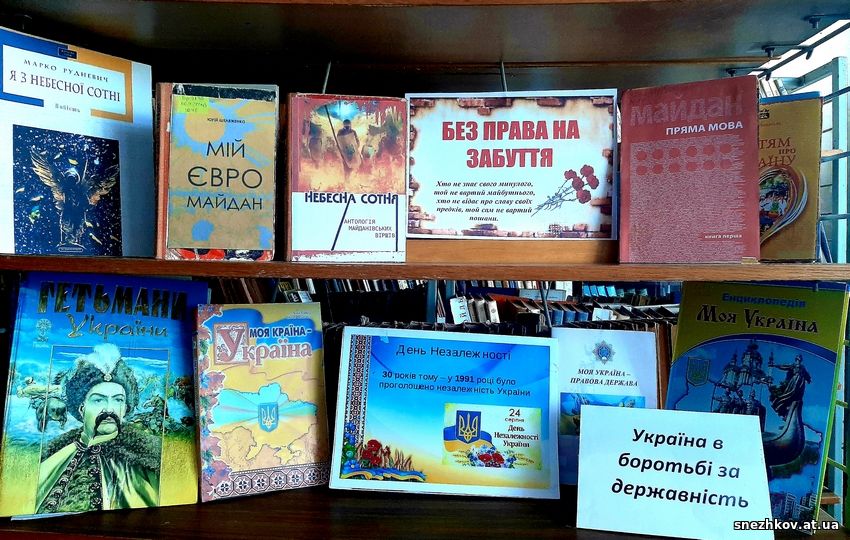 МАРКО РУДНЕВИЧ
Я З НЕБЕСНОЇ СОТНІ
МІЙ
ЄВРО
МАЙДАН
НЕБЕСНА СОТНЯ
АНТОЛОГІЯ
МАЙДАНІВСЬКИХ
ВІРШІВ
БЕЗ ПРАВА НА
ЗАБУТТЯ
Хто не знає свого минулого,
той не вартий майбутнього,
хто не відає про славу своїх
предків, той сам не вартий
пошани.
майдан
ПРЯМА МОВА
книга перша
ГЕТЬМАНИ
України
МОЯ КРАЇНА –
Україна
День Незалежності
30 років тому – у 1991 році було
проголошено незалежність України
24
серпня
День
Незалежності
України
МОЯ УКРАЇНА –
ПРАВОВА ДЕРЖАВА
Енциклопедія
Моя Україна
Україна в
боротьбі за
державність
snezhkov.at.ua